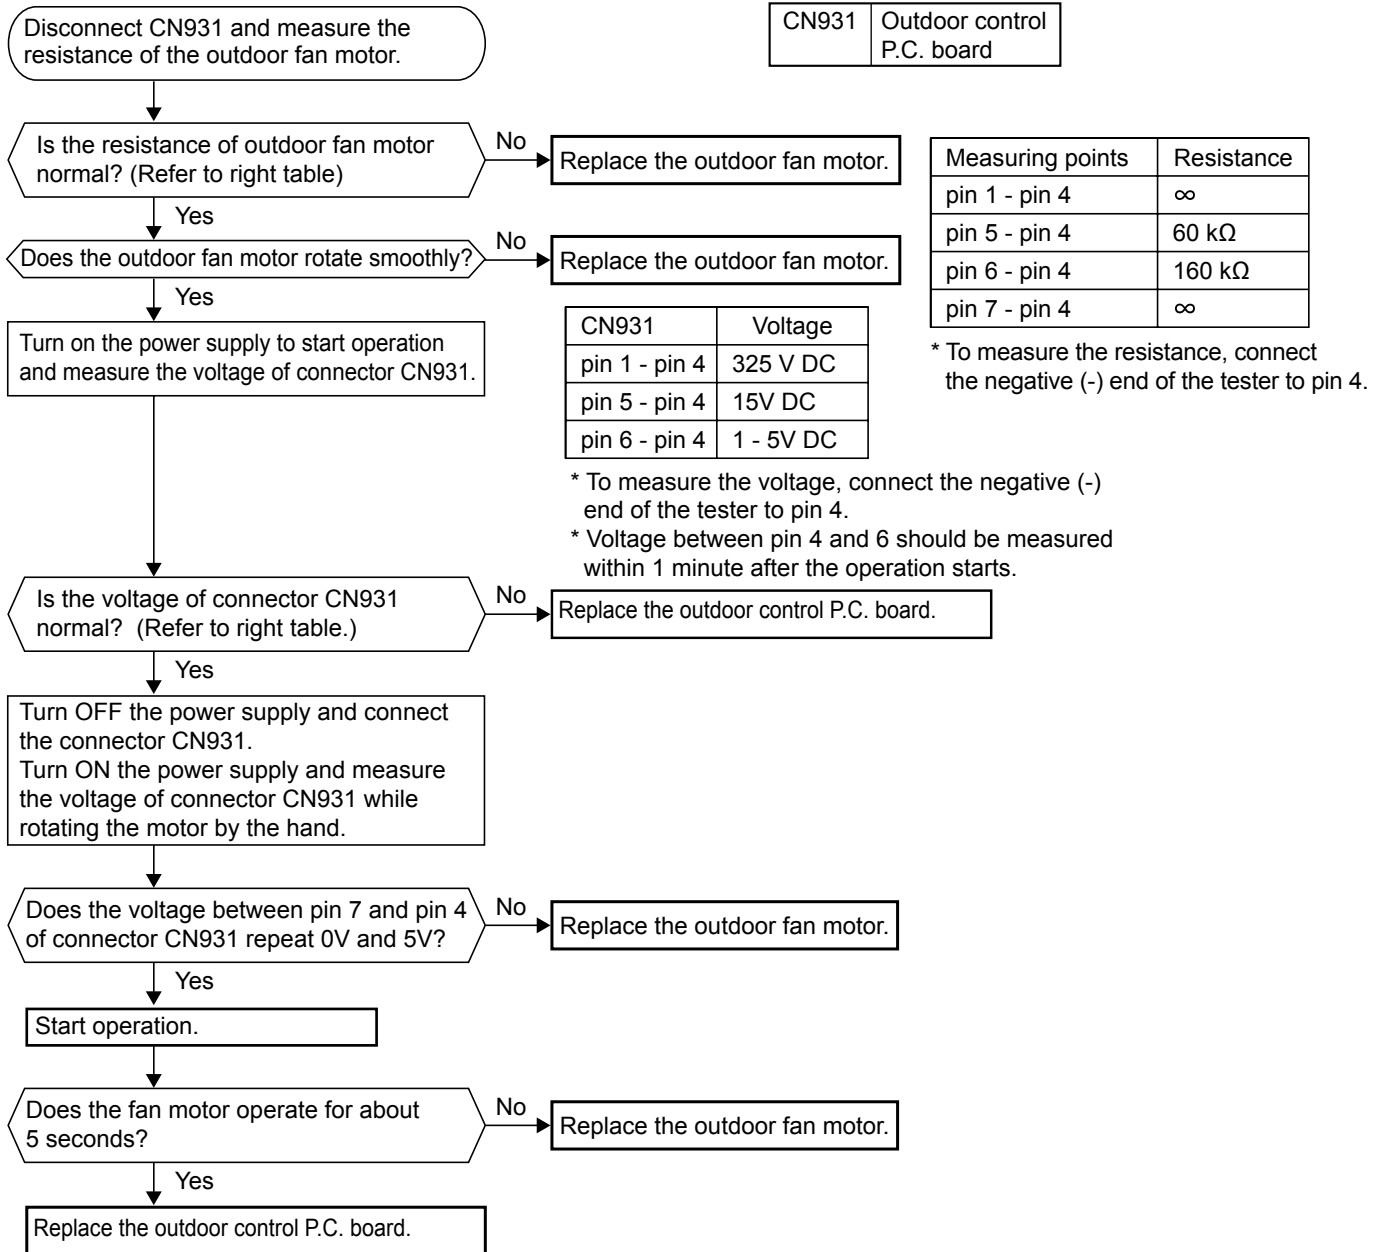 Disconnect CN931 and measure the
resistance of the outdoor fan motor.
CN931 Outdoor control
P.C. board
Is the resistance of outdoor fan motor
normal? (Refer to right table)
No
Replace the outdoor fan motor.
Measuring points Resistance
pin 1 - pin 4 ∞
pin 5 - pin 4 60 kΩ
pin 6 - pin 4 160 kΩ
pin 7 - pin 4 ∞
* To measure the resistance, connect
the negative (-) end of the tester to pin 4.
Yes
Does the outdoor fan motor rotate smoothly?
No
Replace the outdoor fan motor.
Yes
Turn on the power supply to start operation
and measure the voltage of connector CN931.
CN931 Voltage
pin 1 - pin 4 325 V DC
pin 5 - pin 4 15V DC
pin 6 - pin 4 1 - 5V DC
* To measure the voltage, connect the negative (-)
end of the tester to pin 4.
* Voltage between pin 4 and 6 should be measured
within 1 minute after the operation starts.
Is the voltage of connector CN931
normal? (Refer to right table.)
No
Replace the outdoor control P.C. board.
Yes
Turn OFF the power supply and connect
the connector CN931.
Turn ON the power supply and measure
the voltage of connector CN931 while
rotating the motor by the hand.
Does the voltage between pin 7 and pin 4
of connector CN931 repeat 0V and 5V?
No
Replace the outdoor fan motor.
Yes
Start operation.
Does the fan motor operate for about
5 seconds?
No
Replace the outdoor fan motor.
Yes
Replace the outdoor control P.C. board.